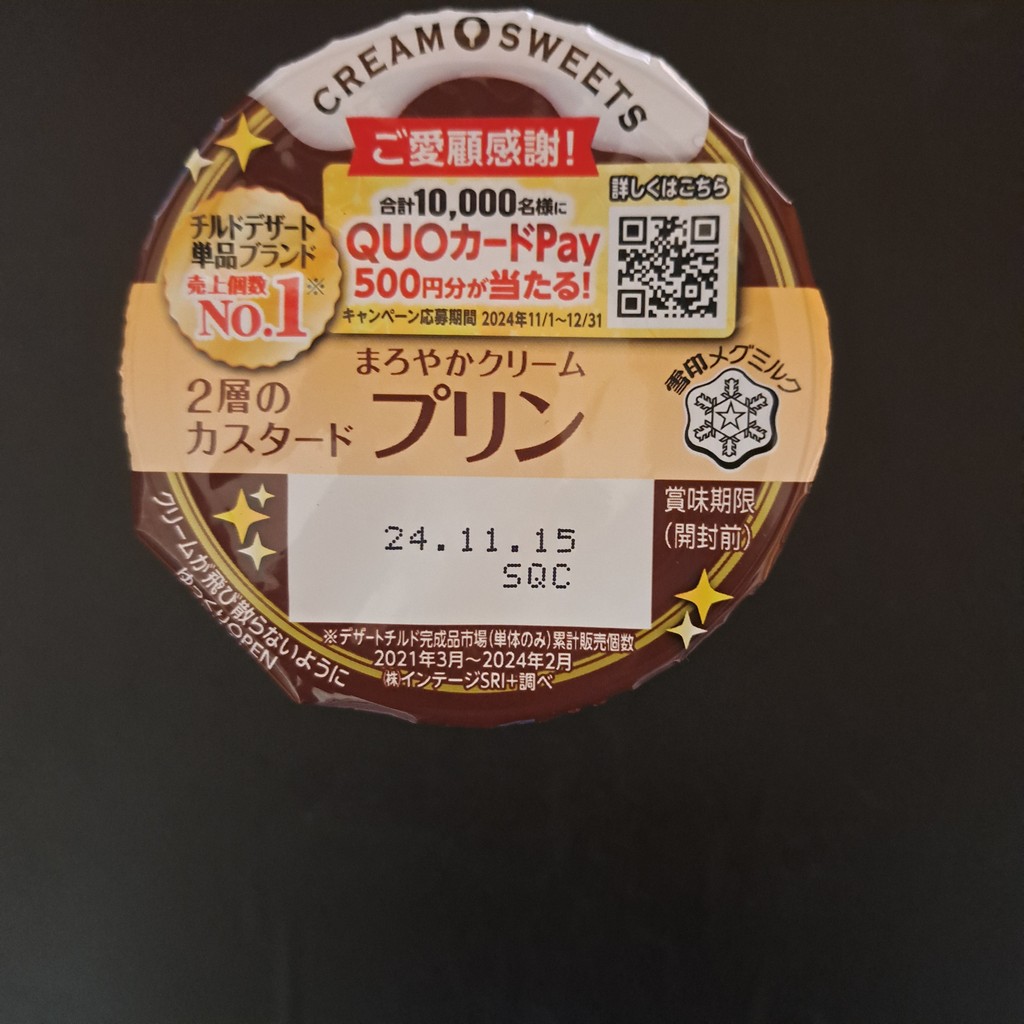 CREAM SWEETS
ご愛顧感謝!
詳しくはこちら
合計10,000名様に
QUOカードPay
500円分が当たる!
キャンペーン応募期間 2024年11/1~12/31
チルドデザート
単品ブランド
売上個数※
No.1
まろやかクリーム
プリン
2層の
カスタード
雪印メグミルク
賞味期限
(開封前)
24.11.15
SQC
※デザートチルド完成品市場(単体のみ)累計販売個数
2021年3月~2024年2月
㈱インテージSRI+調べ
クリームが飛び散らないように
ゆっくりOPEN